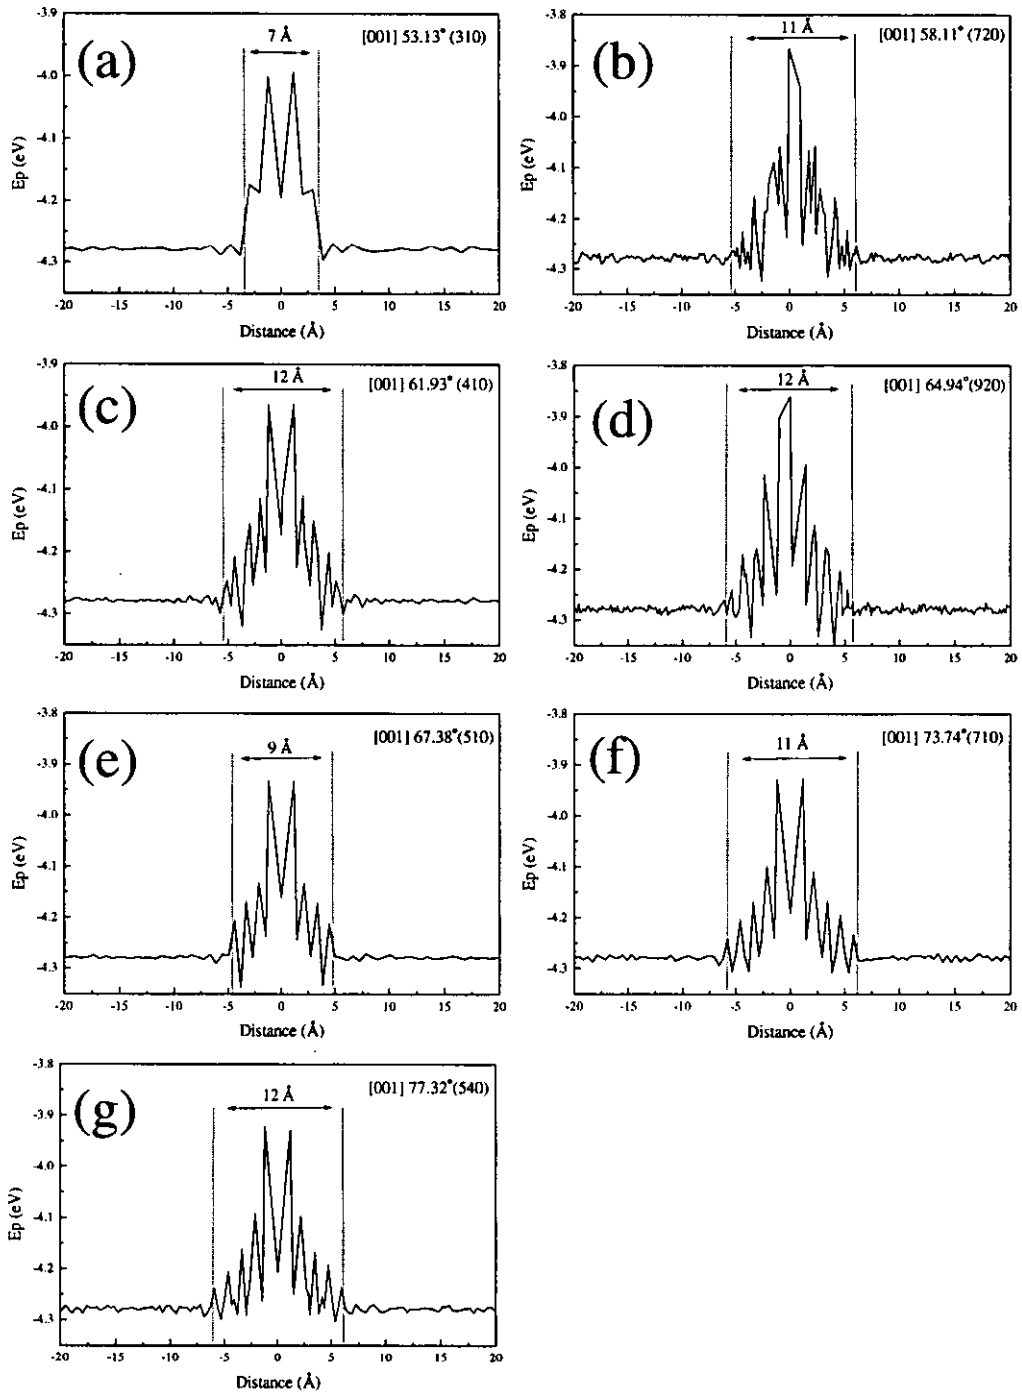 (a)
7 Å
[001] 53.13° (310)
-3.9
-4.0
-4.1
-4.2
-4.3
Ep (eV)
-20 -15 -10 -5 0 5 10 15 20
Distance (Å)
(b)
11 Å
[001] 58.11° (720)
-3.8
-3.9
-4.0
-4.1
-4.2
-4.3
Ep (eV)
-20 -15 -10 -5 0 5 10 15 20
Distance (Å)
(c)
12 Å
[001] 61.93° (410)
-3.9
-4.0
-4.1
-4.2
-4.3
Ep (eV)
-20 -15 -10 -5 0 5 10 15 20
Distance (Å)
(d)
12 Å
[001] 64.94° (920)
-3.8
-3.9
-4.0
-4.1
-4.2
-4.3
Ep (eV)
-20 -15 -10 -5 0 5 10 15 20
Distance (Å)
(e)
9 Å
[001] 67.38° (510)
-3.8
-3.9
-4.0
-4.1
-4.2
-4.3
Ep (eV)
-20 -15 -10 -5 0 5 10 15 20
Distance (Å)
(f)
11 Å
[001] 73.74° (710)
-3.8
-3.9
-4.0
-4.1
-4.2
-4.3
Ep (eV)
-20 -15 -10 -5 0 5 10 15 20
Distance (Å)
(g)
12 Å
[001] 77.32° (540)
-3.8
-3.9
-4.0
-4.1
-4.2
-4.3
Ep (eV)
-20 -15 -10 -5 0 5 10 15 20
Distance (Å)